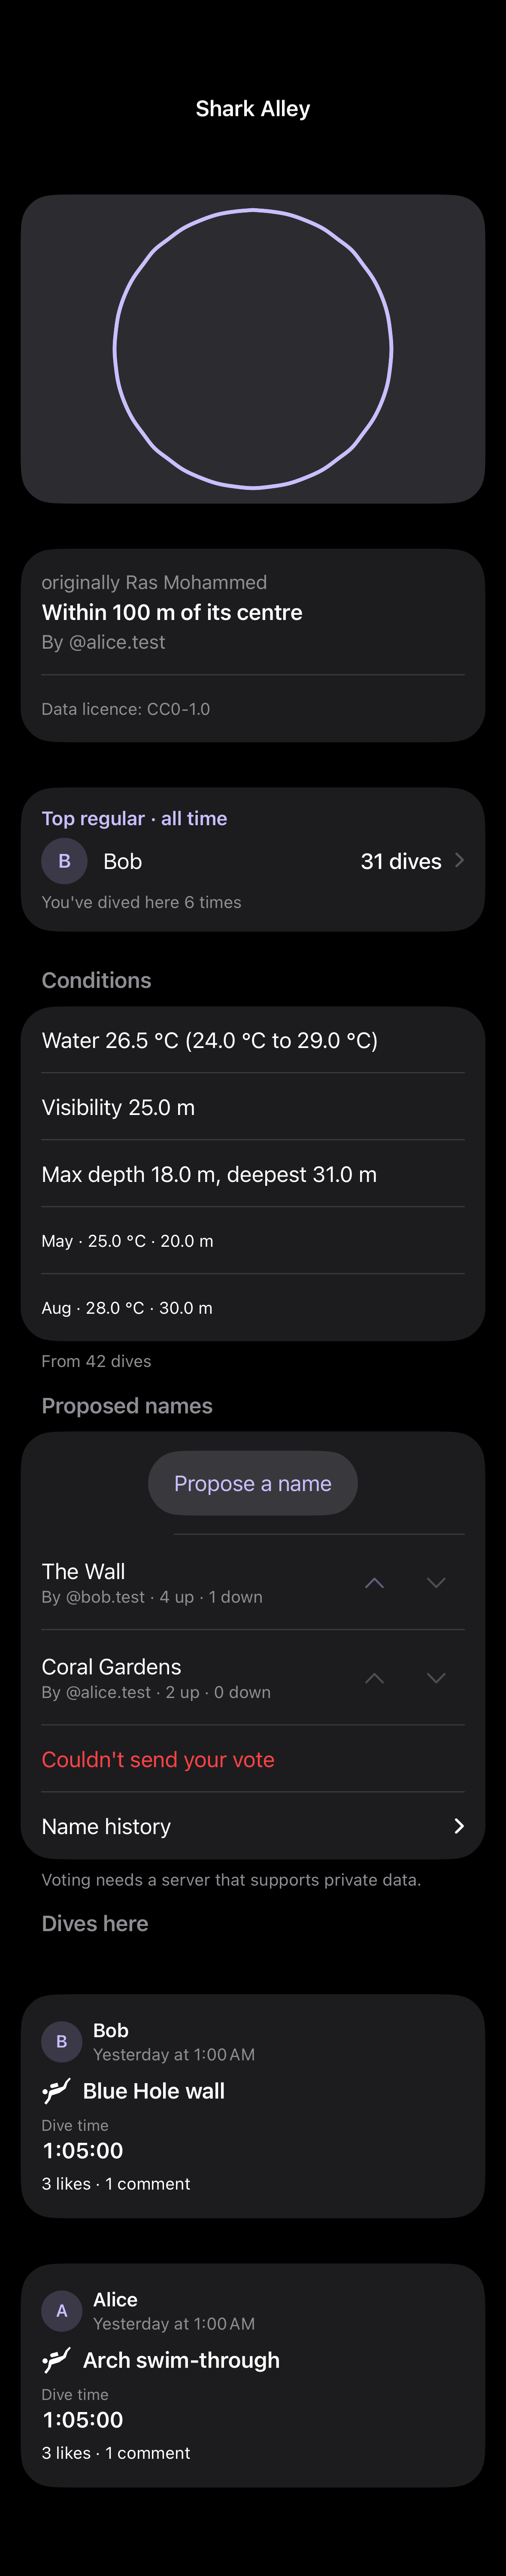 Shark Alley
originally Ras Mohammed
Within 100 m of its centre
By @alice.test
Data licence: CC0-1.0
Top regular · all time
B
Bob
31 dives
You've dived here 6 times
Conditions
Water 26.5 °C (24.0 °C to 29.0 °C)
Visibility 25.0 m
Max depth 18.0 m, deepest 31.0 m
May · 25.0 °C · 20.0 m
Aug · 28.0 °C · 30.0 m
From 42 dives
Proposed names
Propose a name
The Wall
By @bob.test · 4 up · 1 down
Coral Gardens
By @alice.test · 2 up · 0 down
Couldn't send your vote
Name history
Voting needs a server that supports private data.
Dives here
B
Bob
Yesterday at 1:00 AM
Blue Hole wall
Dive time
1:05:00
3 likes · 1 comment
A
Alice
Yesterday at 1:00 AM
Arch swim-through
Dive time
1:05:00
3 likes · 1 comment